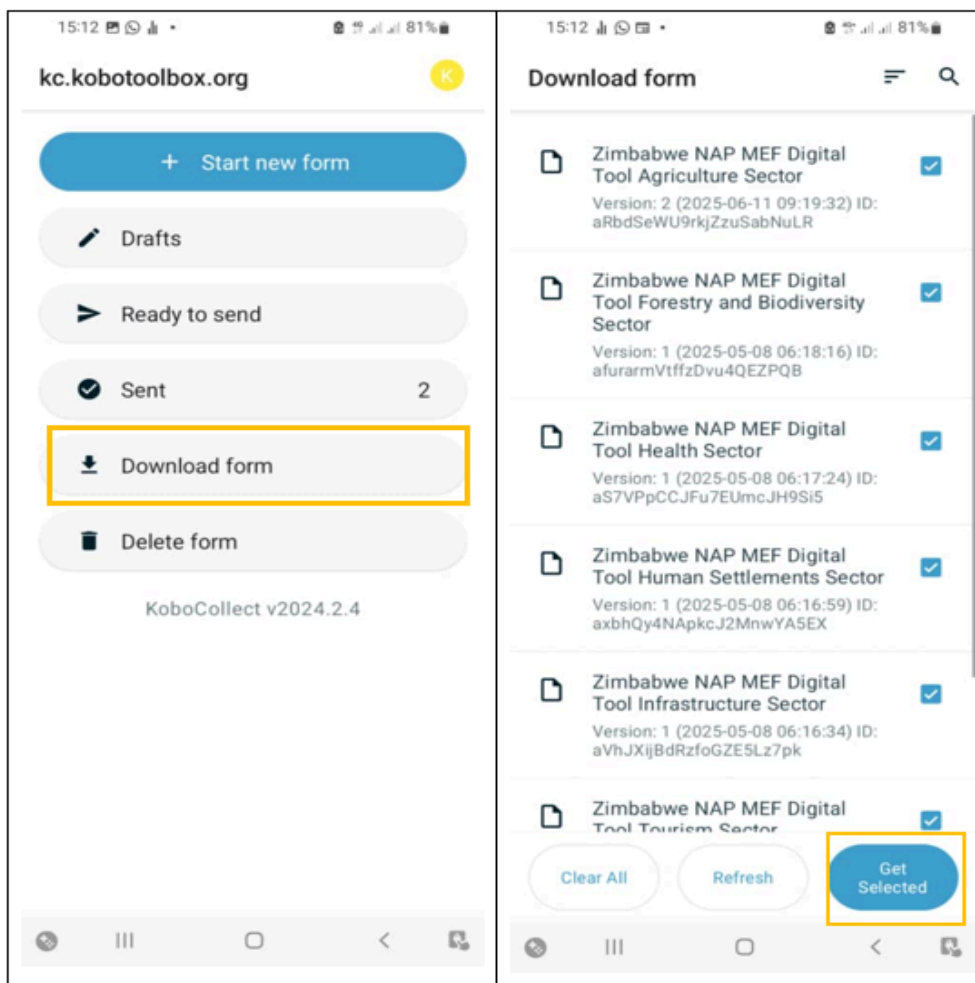 15:12
81%
kc.kobotoolbox.org
K
+ Start new form
Drafts
Ready to send
Sent 2
Download form
Delete form
KoboCollect v2024.2.4
15:12
81%
Download form
Zimbabwe NAP MEF Digital
Tool Agriculture Sector
Version: 2 (2025-06-11 09:19:32) ID:
aRbdSeWU9rkjZzuSabNuLR
Zimbabwe NAP MEF Digital
Tool Forestry and Biodiversity
Sector
Version: 1 (2025-05-08 06:18:16) ID:
afurarmVtffzDvu4QEZPQB
Zimbabwe NAP MEF Digital
Tool Health Sector
Version: 1 (2025-05-08 06:17:24) ID:
aS7VPpCCJFu7EUmcJH9Si5
Zimbabwe NAP MEF Digital
Tool Human Settlements Sector
Version: 1 (2025-05-08 06:16:59) ID:
axbhQy4NApkcJ2MnwYA5EX
Zimbabwe NAP MEF Digital
Tool Infrastructure Sector
Version: 1 (2025-05-08 06:16:34) ID:
aVhJXijBdRzfoGZE5Lz7pk
Zimbabwe NAP MEF Digital
Tool Tourism Sector
Clear All
Refresh
Get
Selected